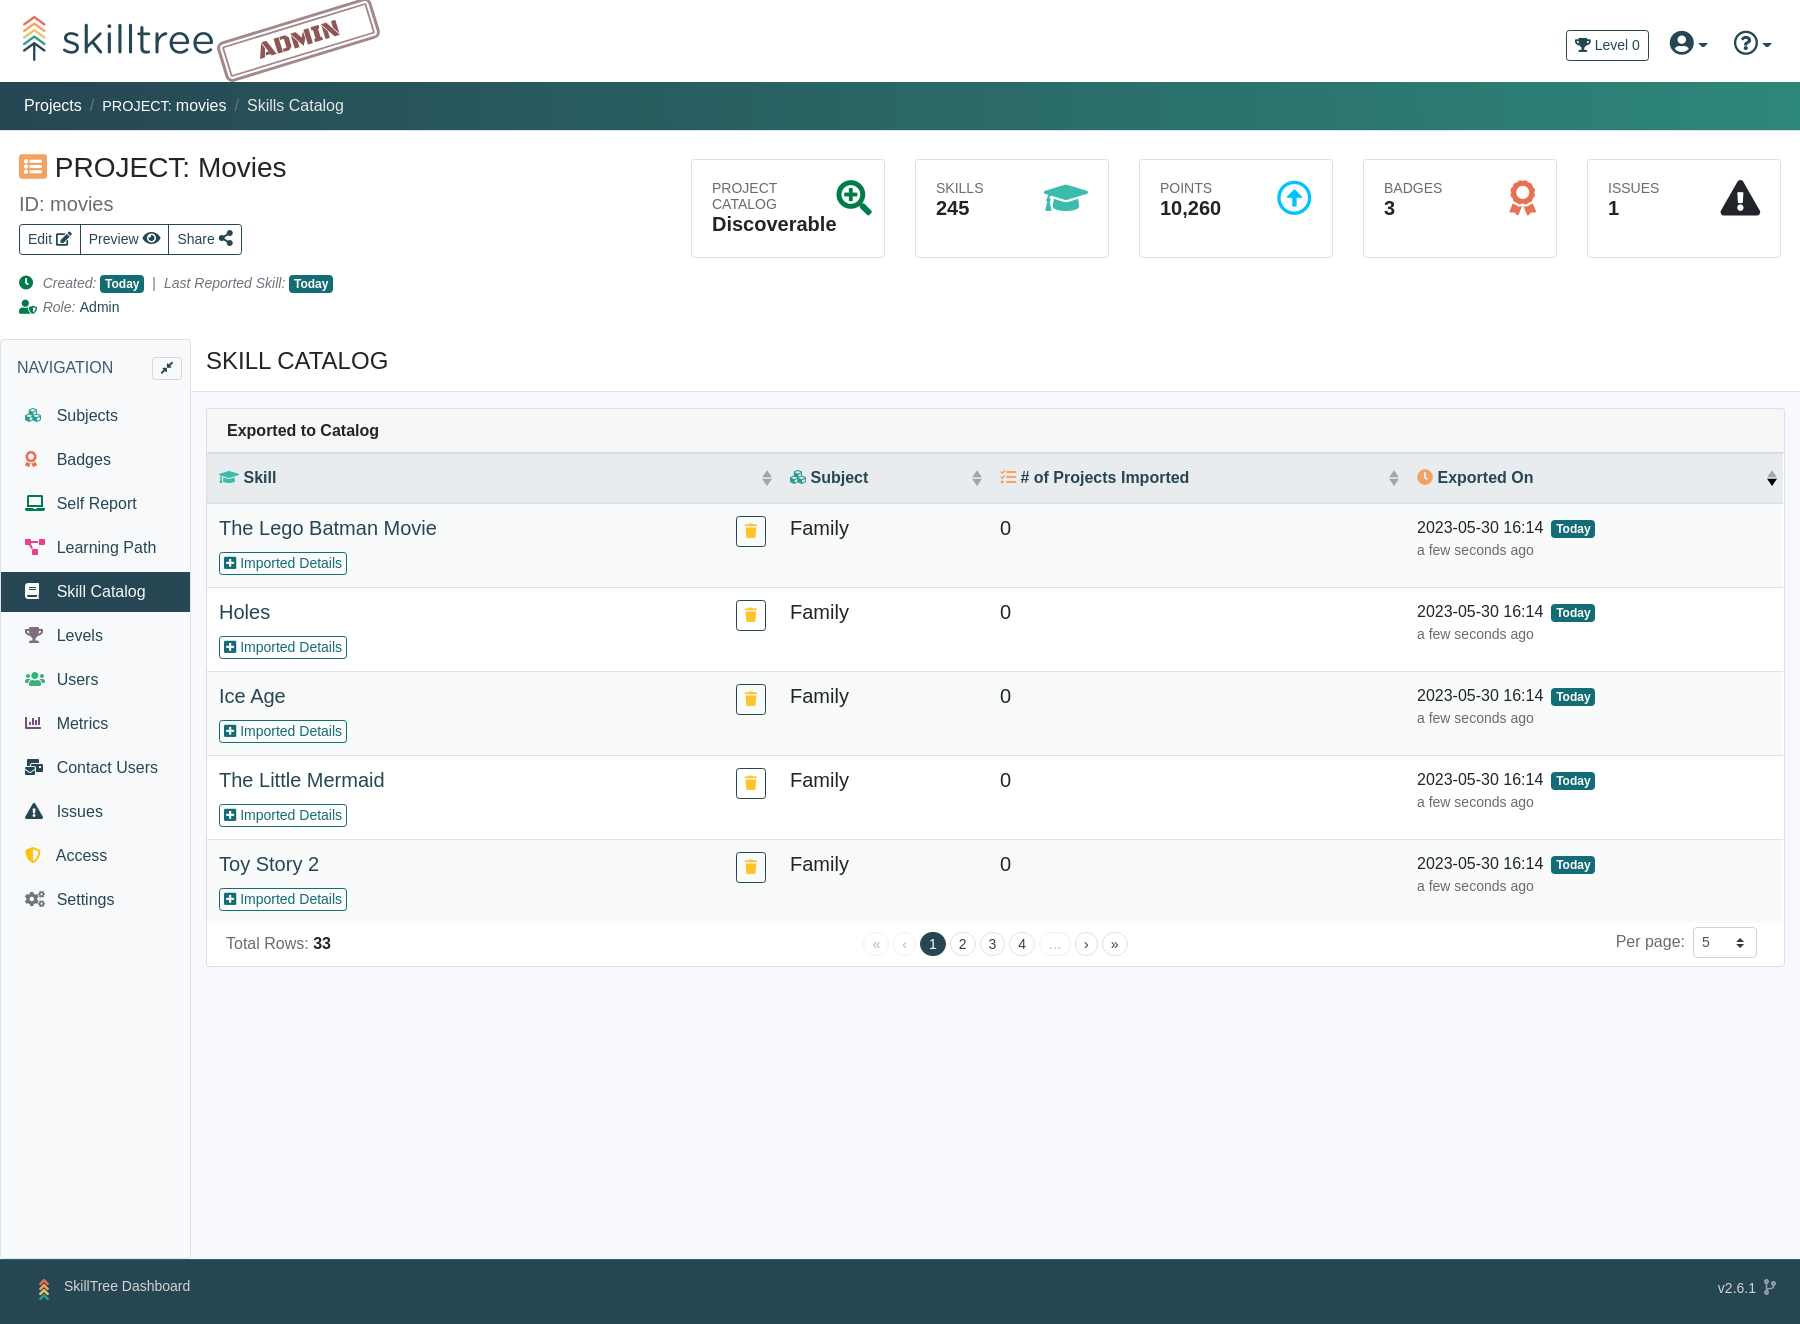 skilltree
ADMIN
Level 0
Projects / PROJECT: movies / Skills Catalog
PROJECT: Movies
ID: movies
Edit Preview Share
Created: Today | Last Reported Skill: Today
Role: Admin
PROJECT CATALOG
Discoverable
SKILLS
245
POINTS
10,260
BADGES
3
ISSUES
1
NAVIGATION
Subjects
Badges
Self Report
Learning Path
Skill Catalog
Levels
Users
Metrics
Contact Users
Issues
Access
Settings
SKILL CATALOG
Exported to Catalog
Skill Subject # of Projects Imported Exported On
The Lego Batman Movie Family 0 2023-05-30 16:14 Today
Imported Details a few seconds ago
Holes Family 0 2023-05-30 16:14 Today
Imported Details a few seconds ago
Ice Age Family 0 2023-05-30 16:14 Today
Imported Details a few seconds ago
The Little Mermaid Family 0 2023-05-30 16:14 Today
Imported Details a few seconds ago
Toy Story 2 Family 0 2023-05-30 16:14 Today
Imported Details a few seconds ago
Total Rows: 33 « ‹ 1 2 3 4 … › » Per page: 5
SkillTree Dashboard v2.6.1